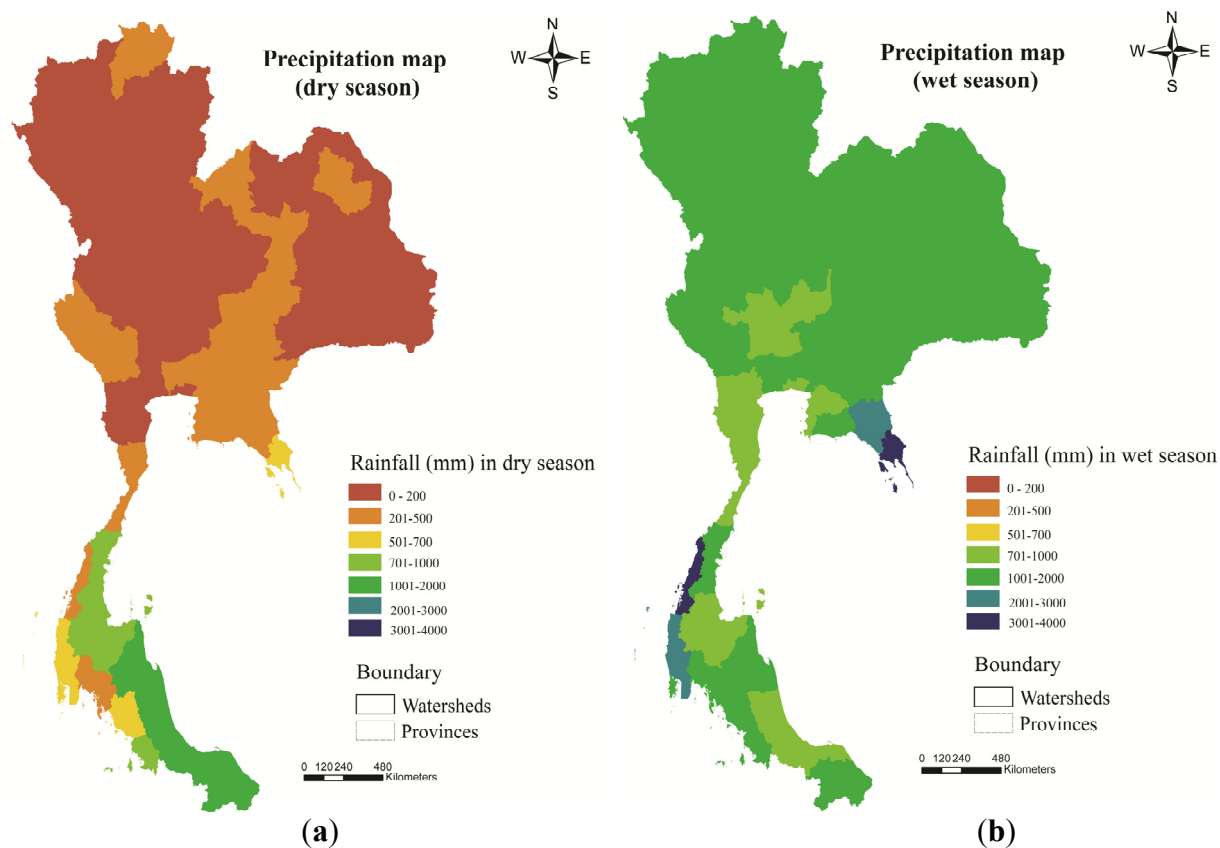 Precipitation map
(dry season)
N
W E
S
Rainfall (mm) in dry season
0 - 200
201-500
501-700
701-1000
1001-2000
2001-3000
3001-4000
Boundary
Watersheds
Provinces
0 120 240 480
Kilometers
(a)
Precipitation map
(wet season)
N
W E
S
Rainfall (mm) in wet season
0 - 200
201-500
501-700
701-1000
1001-2000
2001-3000
3001-4000
Boundary
Watersheds
Provinces
0 120 240 480
Kilometers
(b)